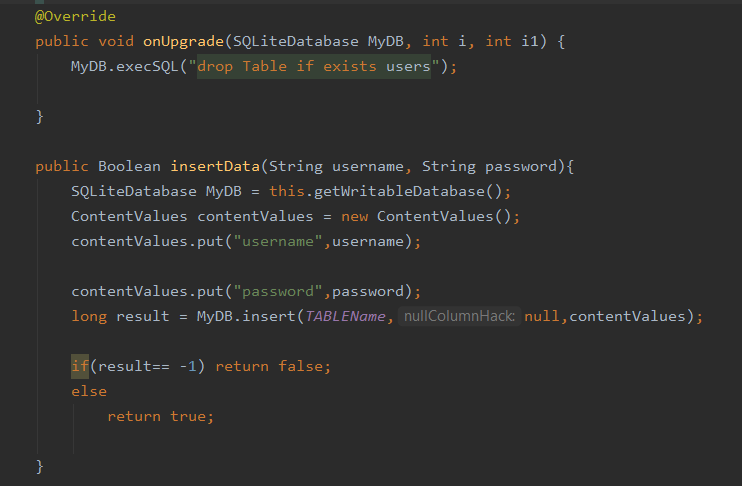 @Override
public void onUpgrade(SQLiteDatabase MyDB, int i, int i1) {
MyDB.execSQL("drop Table if exists users");
}
public Boolean insertData(String username, String password){
SQLiteDatabase MyDB = this.getWritableDatabase();
ContentValues contentValues = new ContentValues();
contentValues.put("username",username);
contentValues.put("password",password);
long result = MyDB.insert(TABLEName, nullColumnHack: null,contentValues);
if(result== -1) return false;
else
return true;
}